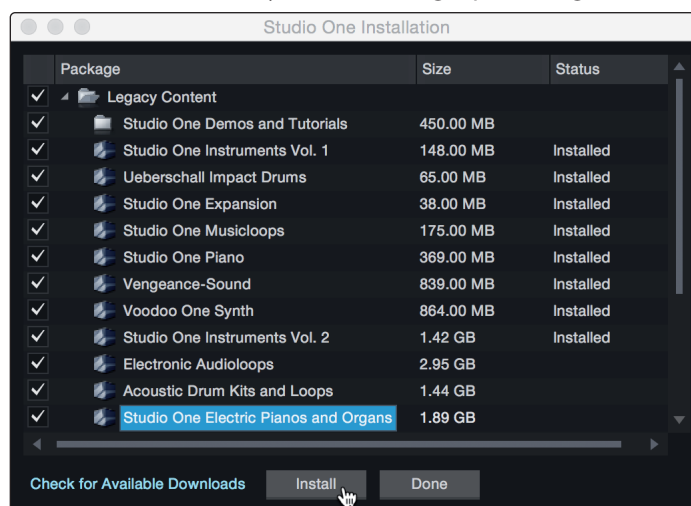 Studio One Installation
Package Size Status
Legacy Content
Studio One Demos and Tutorials 450.00 MB
Studio One Instruments Vol. 1 148.00 MB Installed
Ueberschall Impact Drums 65.00 MB Installed
Studio One Expansion 38.00 MB Installed
Studio One Musicloops 175.00 MB Installed
Studio One Piano 369.00 MB Installed
Vengeance-Sound 839.00 MB Installed
Voodoo One Synth 864.00 MB Installed
Studio One Instruments Vol. 2 1.42 GB Installed
Electronic Audioloops 2.95 GB
Acoustic Drum Kits and Loops 1.44 GB
Studio One Electric Pianos and Organs 1.89 GB
Check for Available Downloads Install Done